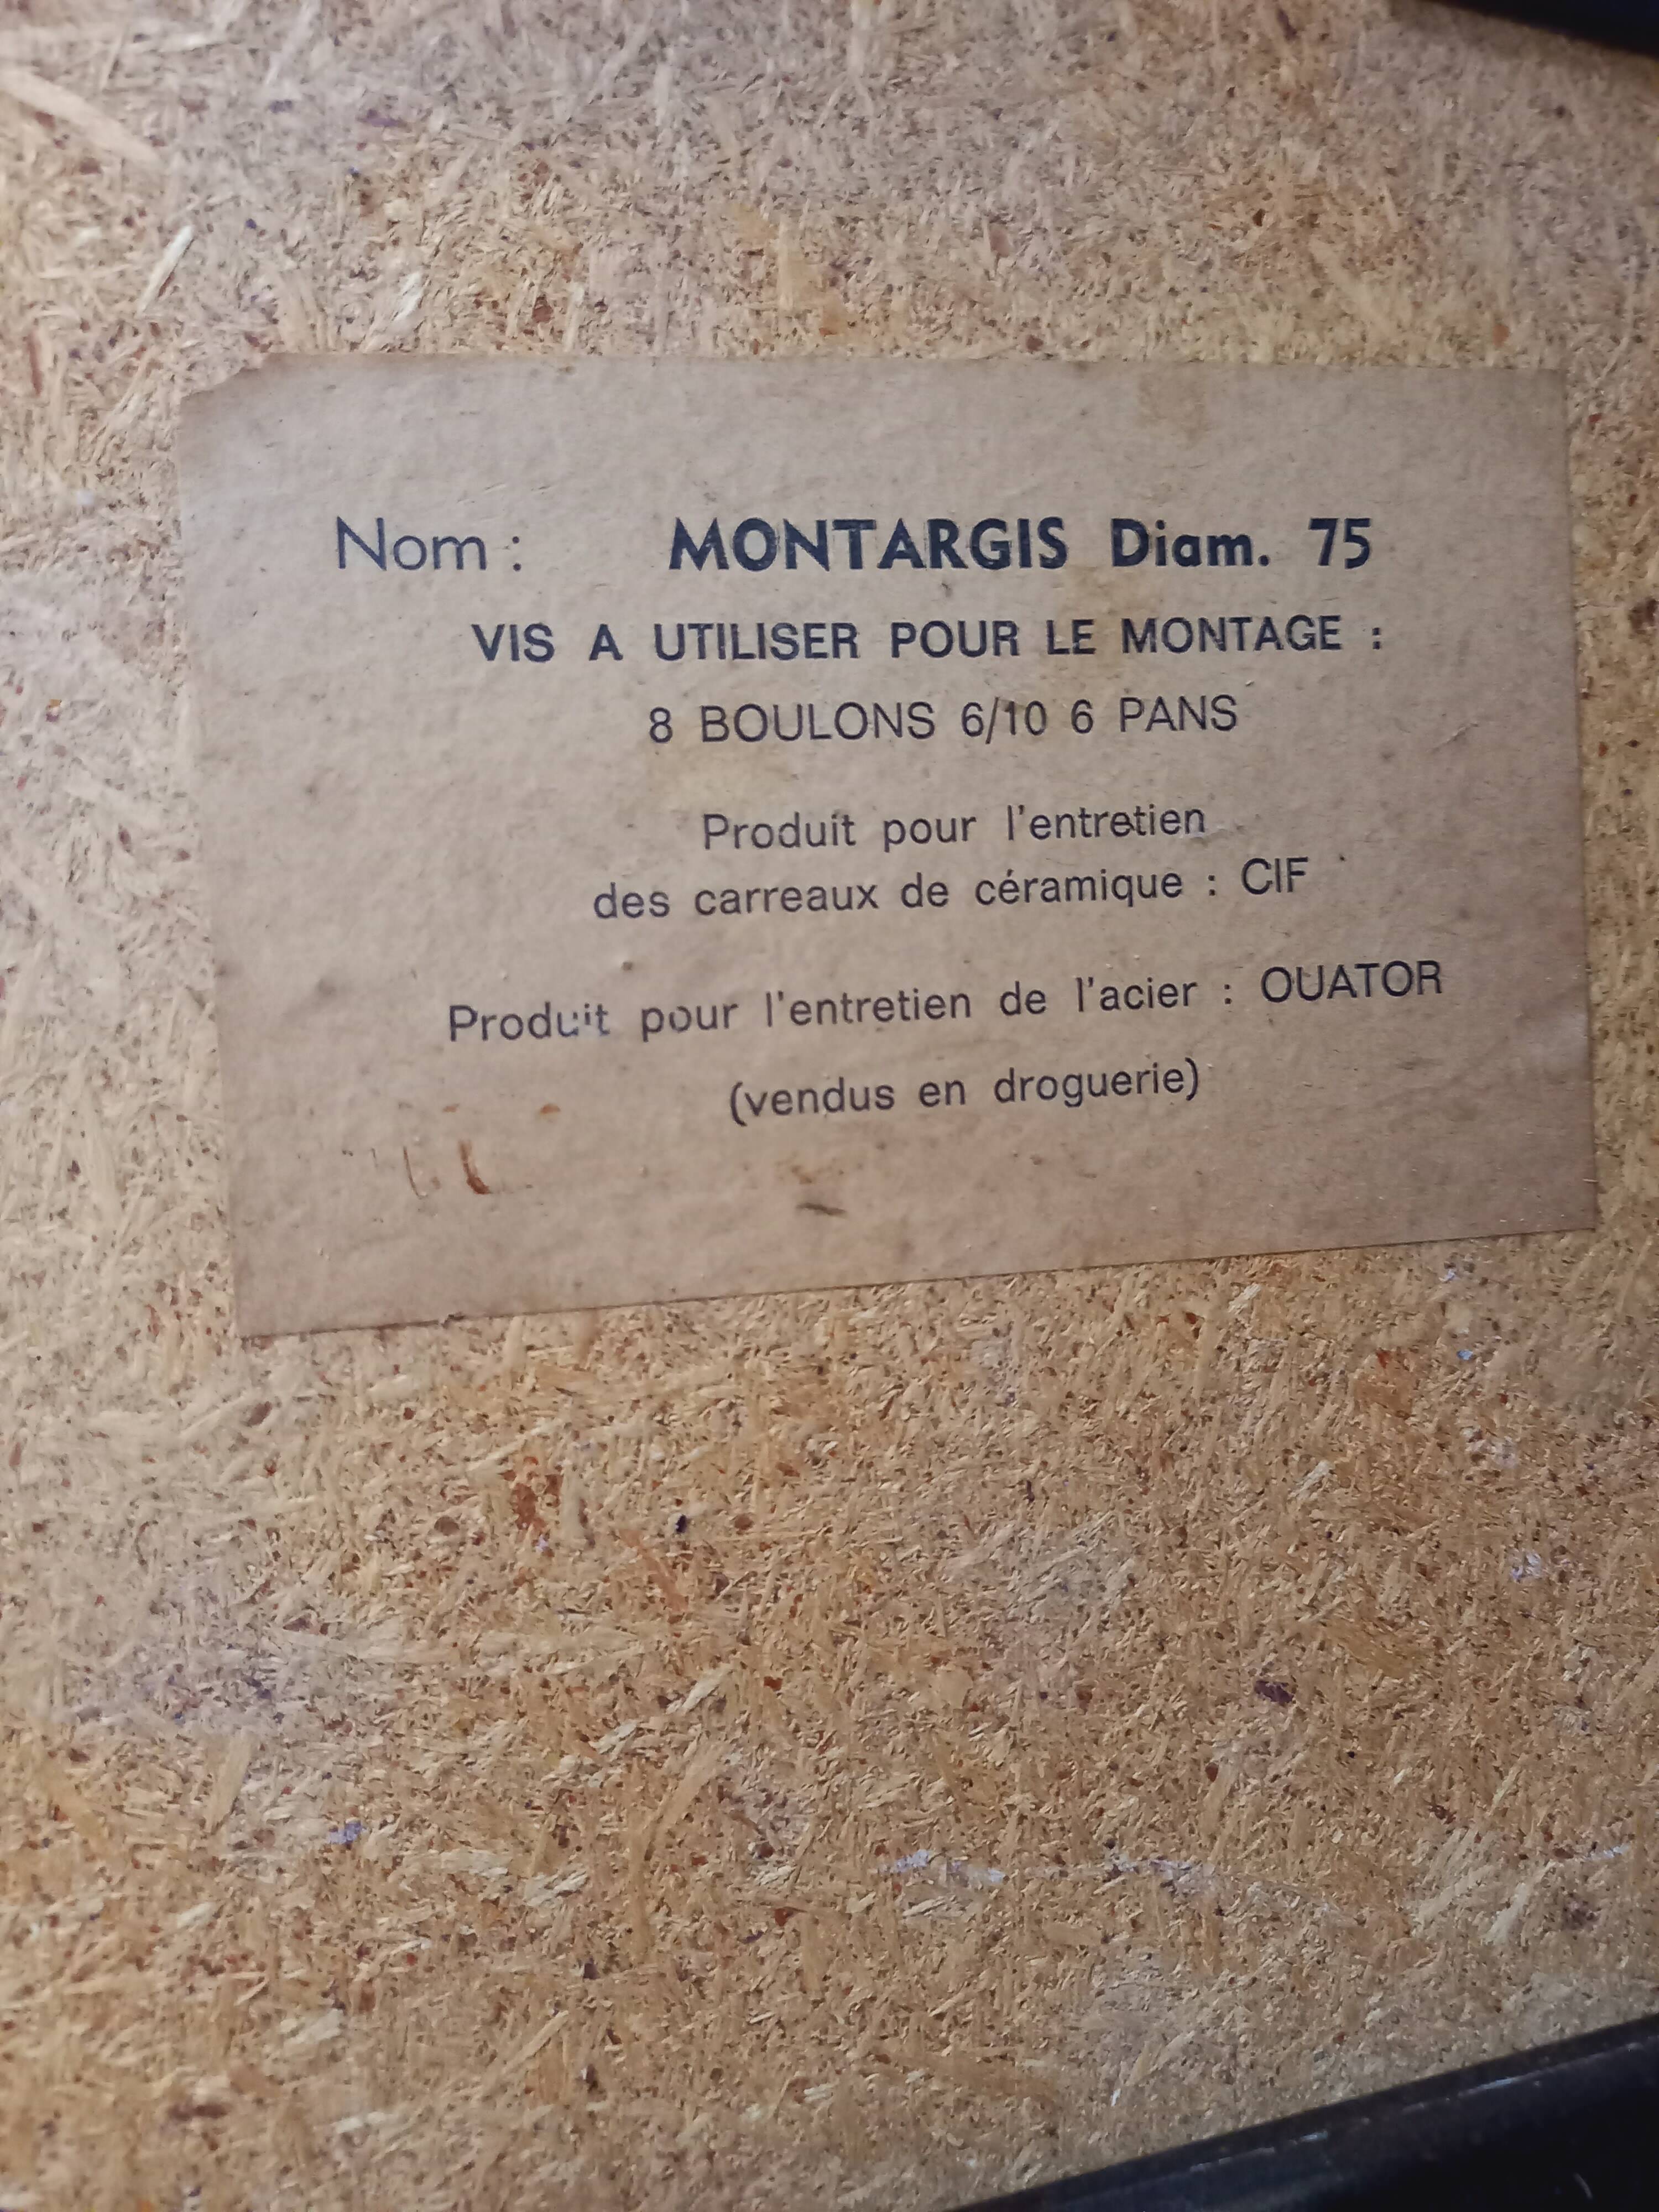 Nom : MONTARGIS Diam. 75
VIS A UTILISER POUR LE MONTAGE :
8 BOULONS 6/10 6 PANS
Produit pour l'entretien
des carreaux de céramique : CIF
Produit pour l'entretien de l'acier : OUATOR
(vendus en droguerie)